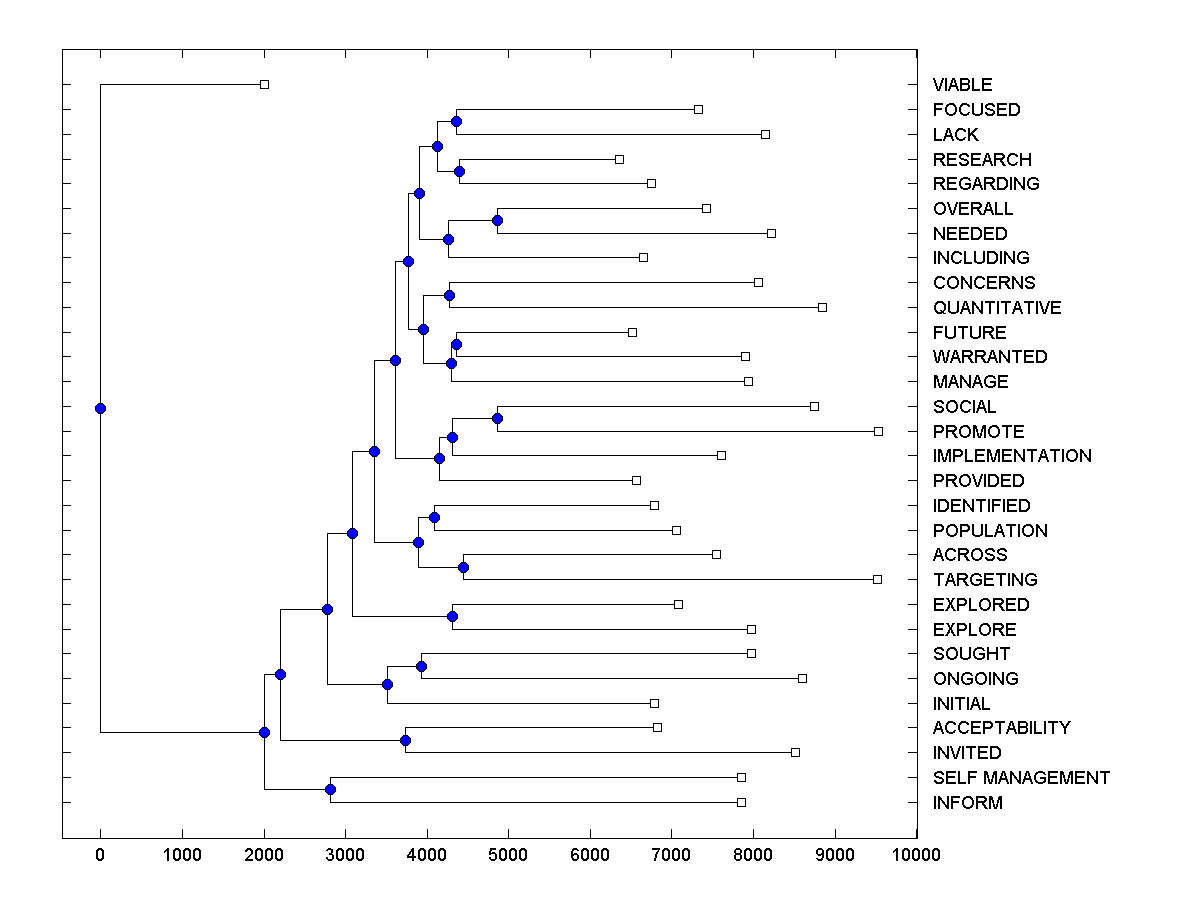 VIABLE
FOCUSED
LACK
RESEARCH
REGARDING
OVERALL
NEEDED
INCLUDING
CONCERNS
QUANTITATIVE
FUTURE
WARRANTED
MANAGE
SOCIAL
PROMOTE
IMPLEMENTATION
PROVIDED
IDENTIFIED
POPULATION
ACROSS
TARGETING
EXPLORED
EXPLORE
SOUGHT
ONGOING
INITIAL
ACCEPTABILITY
INVITED
SELF MANAGEMENT
INFORM
0 1000 2000 3000 4000 5000 6000 7000 8000 9000 10000